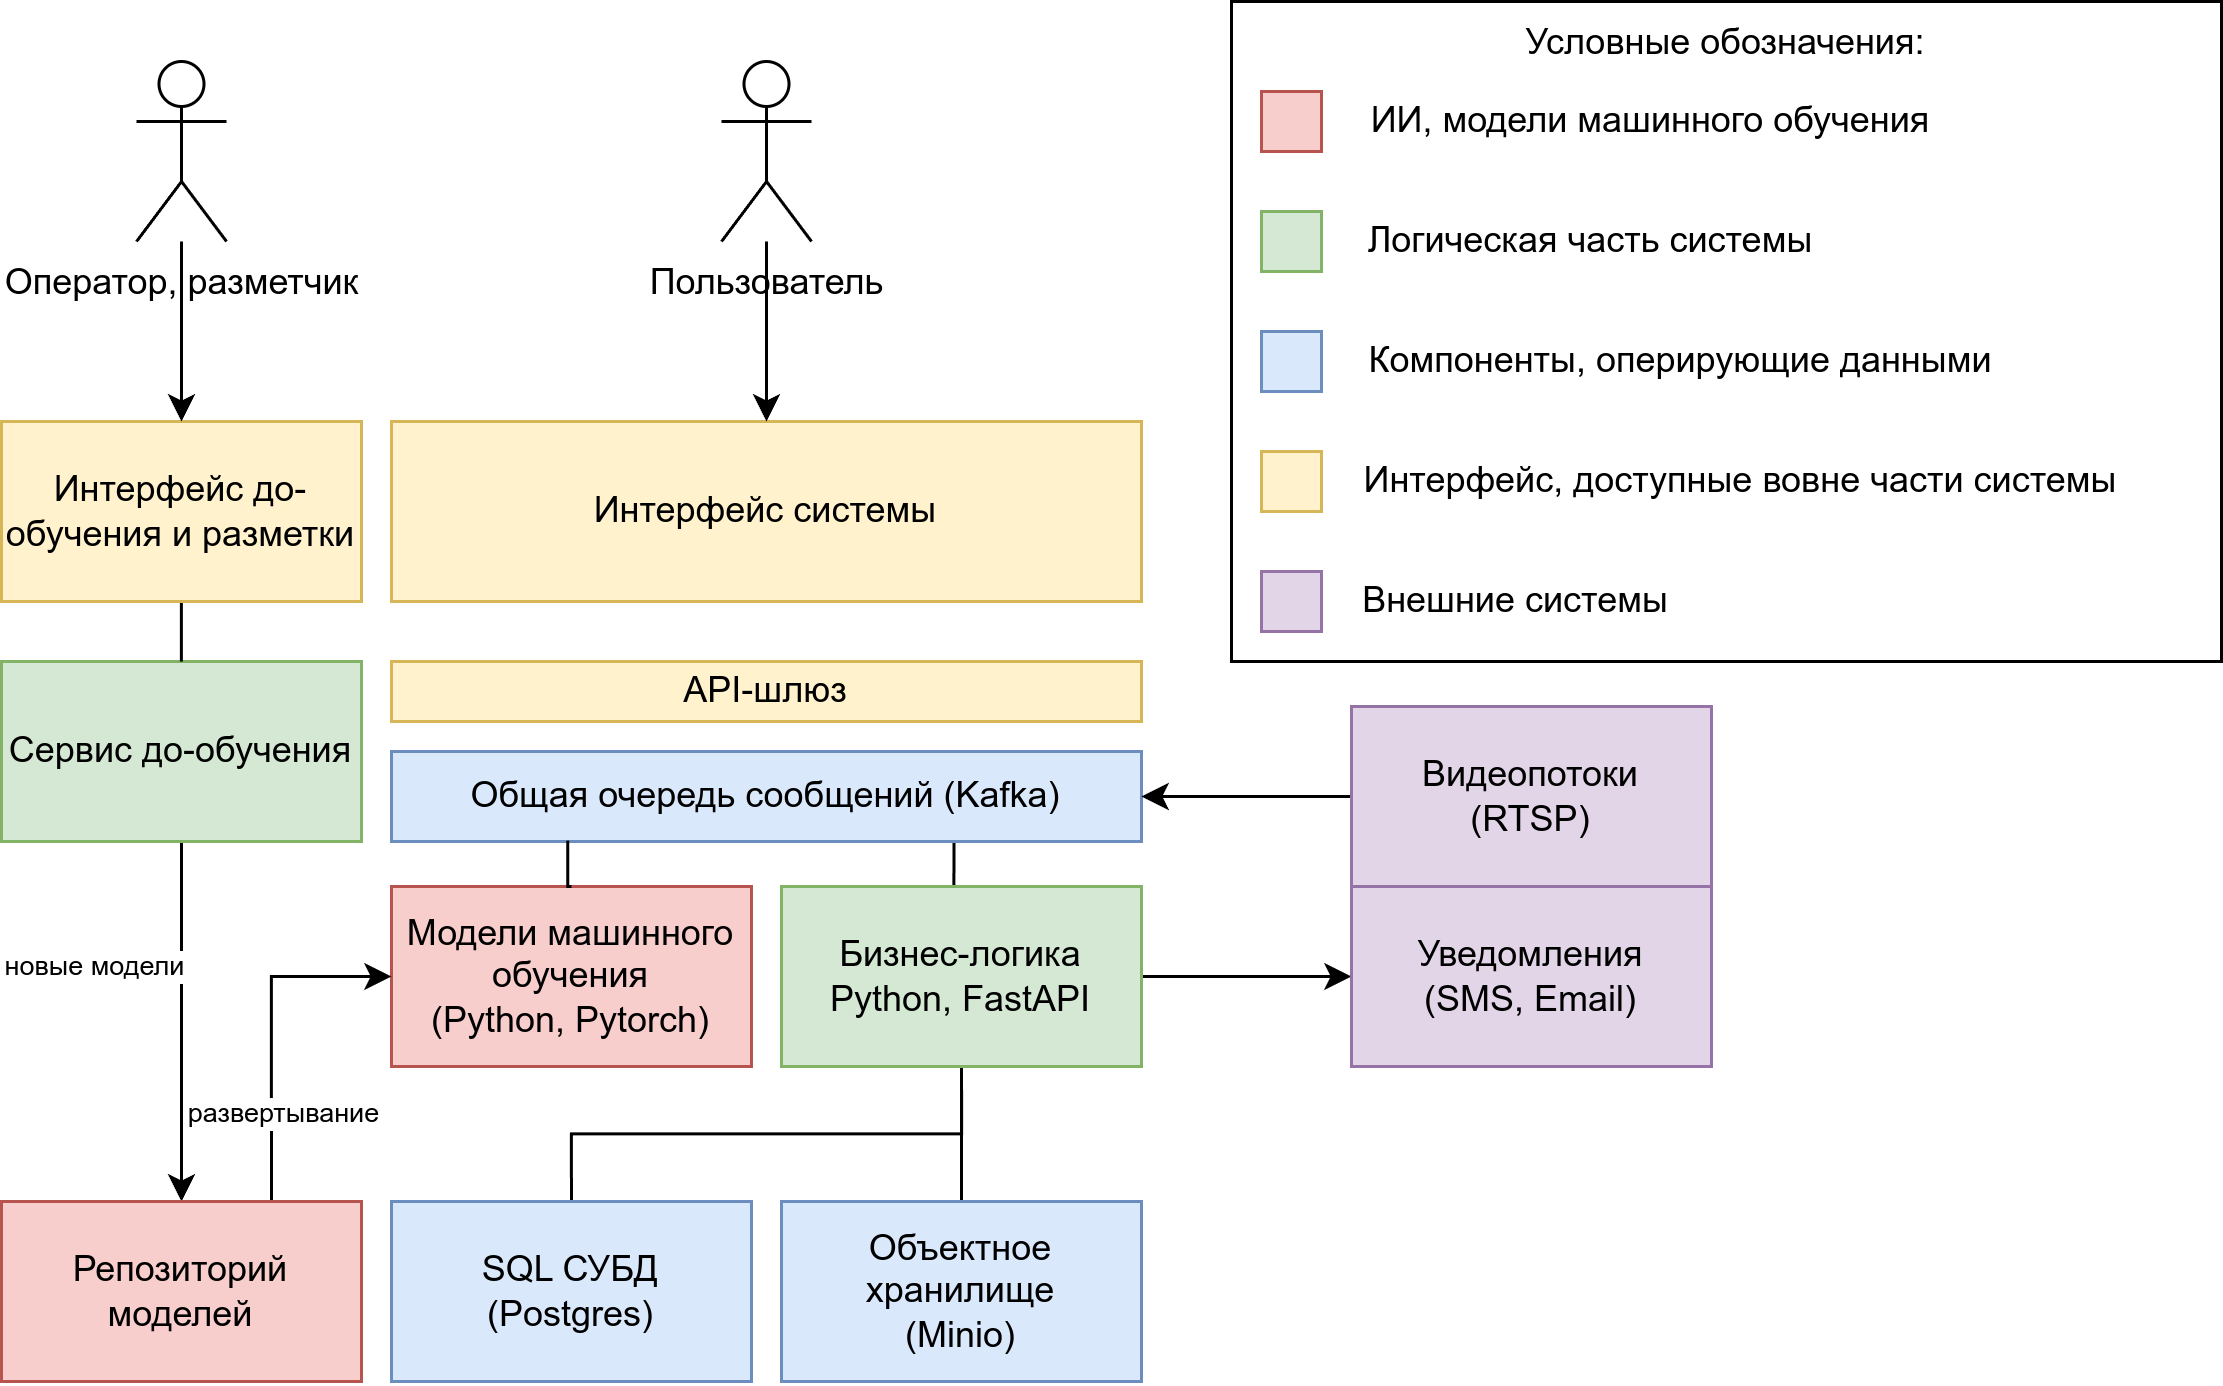 Условные обозначения:
ИИ, модели машинного обучения
Логическая часть системы
Компоненты, оперирующие данными
Интерфейс, доступные вовне части системы
Внешние системы
Оператор, разметчик
Пользователь
Интерфейс до-
обучения и разметки
Интерфейс системы
Сервис до-обучения
API-шлюз
Общая очередь сообщений (Kafka)
Видеопотоки
(RTSP)
новые модели
Модели машинного
обучения
(Python, Pytorch)
Бизнес-логика
Python, FastAPI
Уведомления
(SMS, Email)
развертывание
Репозиторий
моделей
SQL СУБД
(Postgres)
Объектное
хранилище
(Minio)